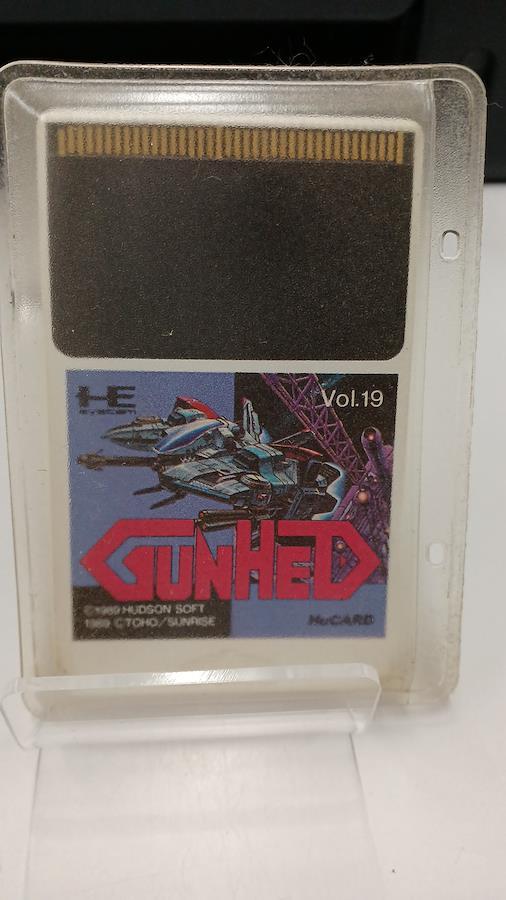 HE
SYSTEM
Vol.19
GUNHED
©1989 HUDSON SOFT
1989 ©TOHO/SUNRISE
HuCARD